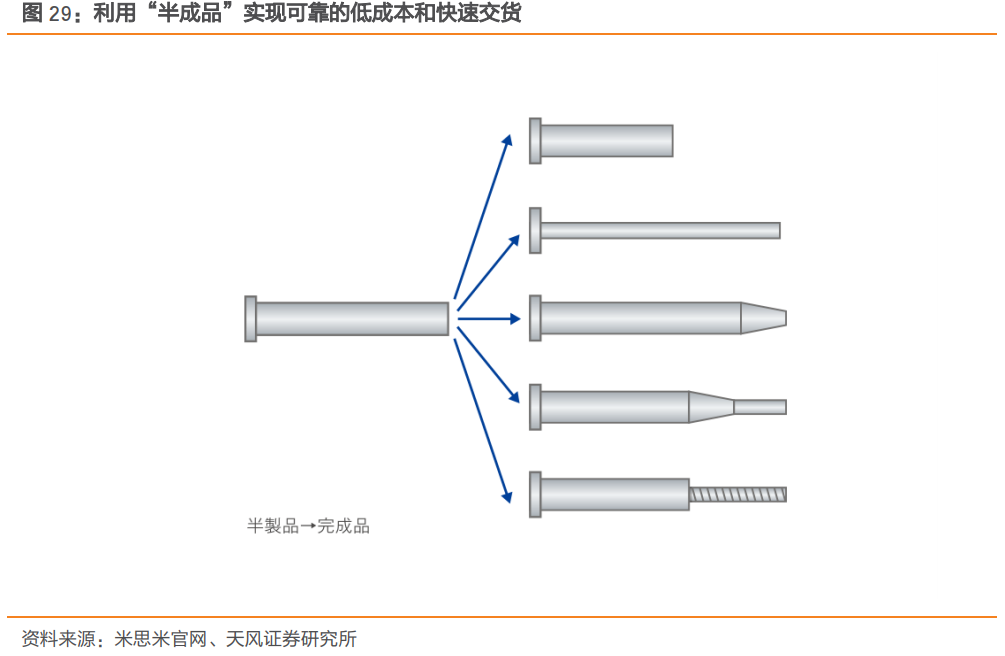 图 29：利用“半成品”实现可靠的低成本和快速交货
半製品→完成品
资料来源：米思米官网、天风证券研究所